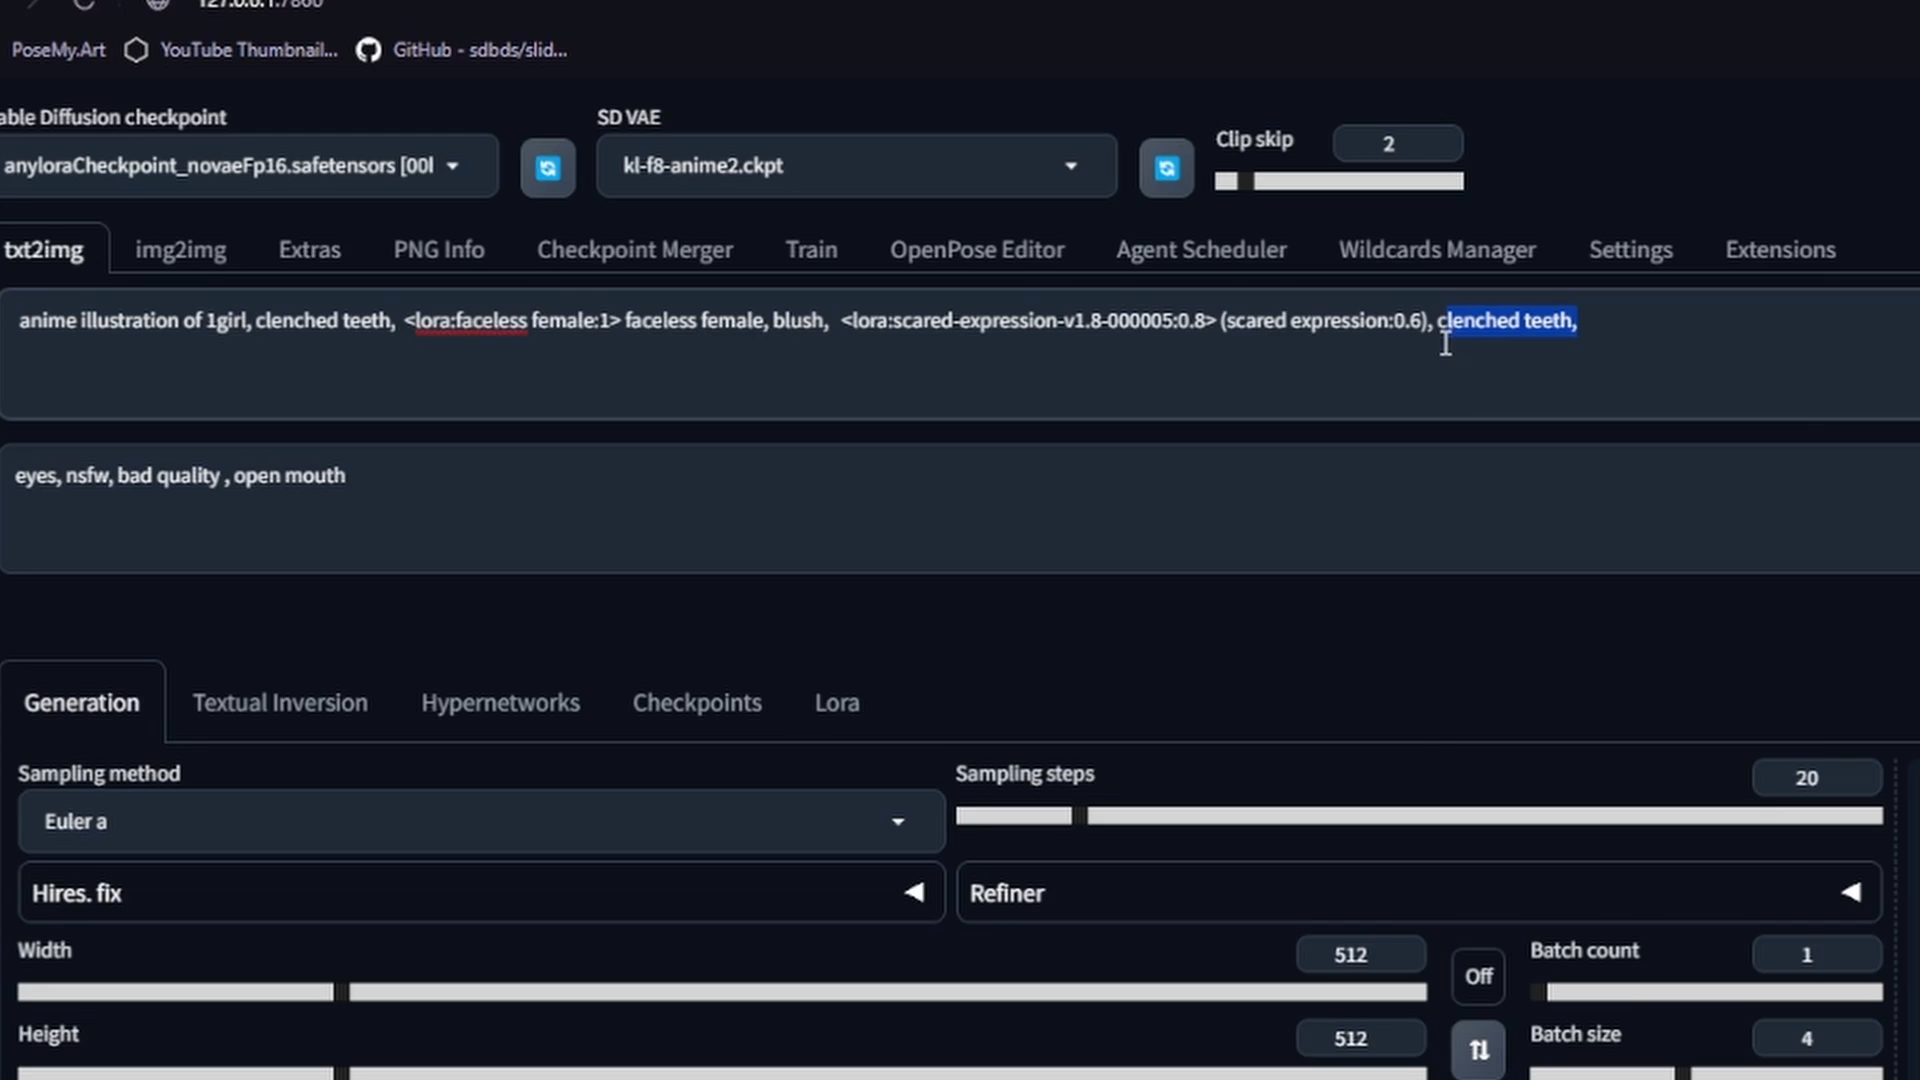 127.0.0.1:7860
PoseMy.Art YouTube Thumbnail... GitHub - sdbds/slid...
able Diffusion checkpoint
SD VAE
Clip skip
2
anyloraCheckpoint_novaeFp16.safetensors [00l
kl-f8-anime2.ckpt
txt2img img2img Extras PNG Info Checkpoint Merger Train OpenPose Editor Agent Scheduler Wildcards Manager Settings Extensions
anime illustration of 1girl, clenched teeth, <lora:faceless female:1> faceless female, blush, <lora:scared-expression-v1.8-000005:0.8> (scared expression:0.6), clenched teeth,
eyes, nsfw, bad quality , open mouth
Generation Textual Inversion Hypernetworks Checkpoints Lora
Sampling method
Sampling steps
20
Euler a
Hires. fix
Refiner
Width
512
Off
Batch count
1
Height
512
Batch size
4